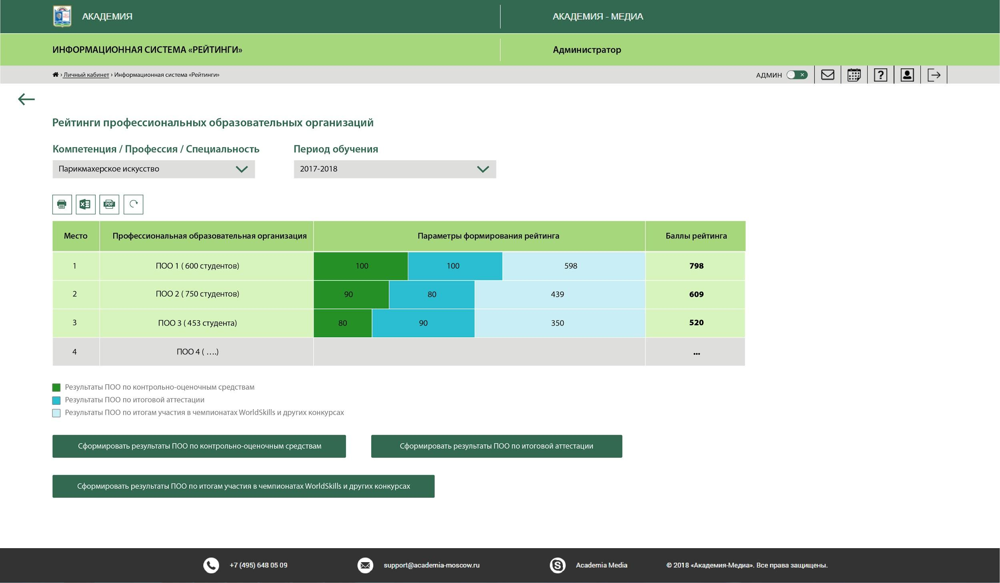 АКАДЕМИЯ
АКАДЕМИЯ - МЕДИА
ИНФОРМАЦИОННАЯ СИСТЕМА «РЕЙТИНГИ»
Администратор
› Личный кабинет › Информационная система «Рейтинги»
АДМИН
Рейтинги профессиональных образовательных организаций
Компетенция / Профессия / Специальность
Период обучения
Парикмахерское искусство
2017-2018
PDF
Место
Профессиональная образовательная организация
Параметры формирования рейтинга
Баллы рейтинга
1
ПОО 1 ( 600 студентов)
100
100
598
798
2
ПОО 2 ( 750 студентов)
90
80
439
609
3
ПОО 3 ( 453 студента)
80
90
350
520
4
ПОО 4 ( ….)
...
Результаты ПОО по контрольно-оценочным средствам
Результаты ПОО по итоговой аттестации
Результаты ПОО по итогам участия в чемпионатах WorldSkills и других конкурсах
Сформировать результаты ПОО по контрольно-оценочным средствам
Сформировать результаты ПОО по итоговой аттестации
Сформировать результаты ПОО по итогам участия в чемпионатах WorldSkills и других конкурсах
+7 (495) 648 05 09
support@academia-moscow.ru
Academia Media
© 2018 «Академия-Медиа». Все права защищены.